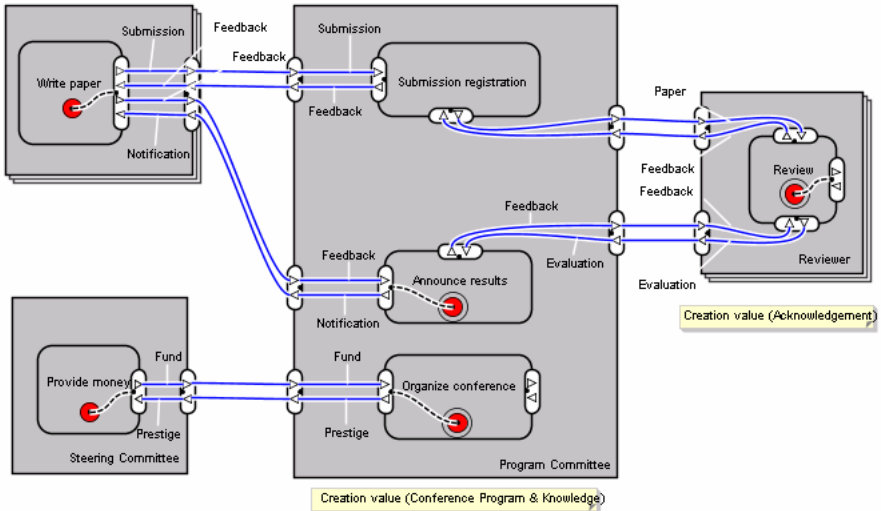 Feedback
Submission
Feedback
Write paper
Notification
Submission
Submission registration
Feedback
Paper
Feedback
Feedback
Review
Reviewer
Evaluation
Feedback
Evaluation
Feedback
Announce results
Notification
Creation value (Acknowledgement)
Fund
Provide money
Prestige
Steering Committee
Fund
Organize conference
Prestige
Program Committee
Creation value (Conference Program & Knowledge)